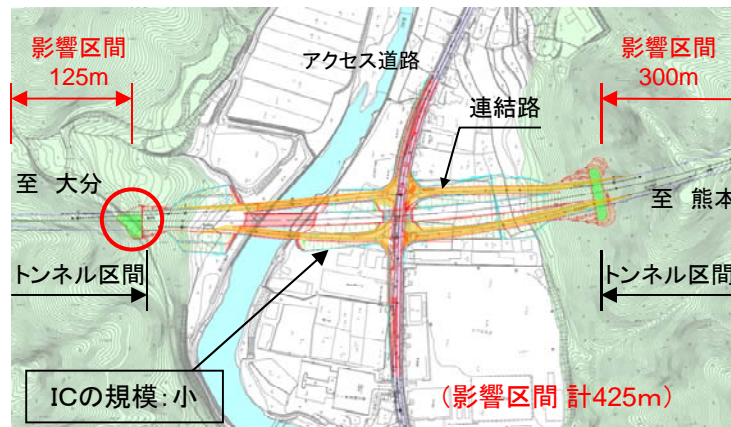 影響区間
125m
アクセス道路
影響区間
300m
連結路
至 大分
至 熊本
トンネル区間
トンネル区間
ICの規模:小
(影響区間 計425m)